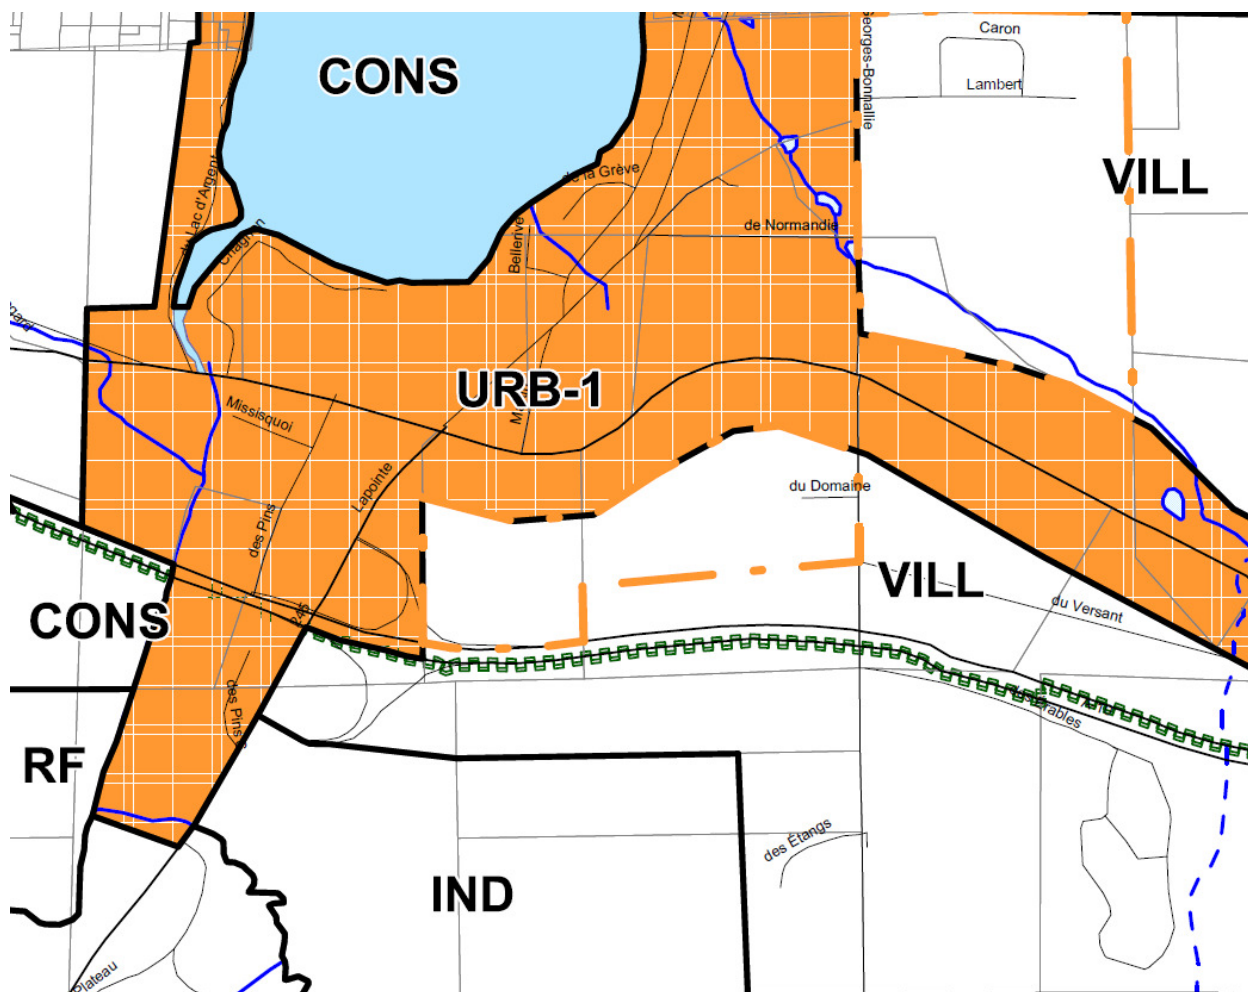 Caron
CONS
Lambert
Georges-Bonnallie
VILL
de la Grève
du Lac d'Argent
Chagnon
Bellerive
de Normandie
URB-1
Missisquoi
Lapointe
du Domaine
des Pins
VILL
CONS
245
du Versant
des Pins
RF
des Étangs
IND
Plateau